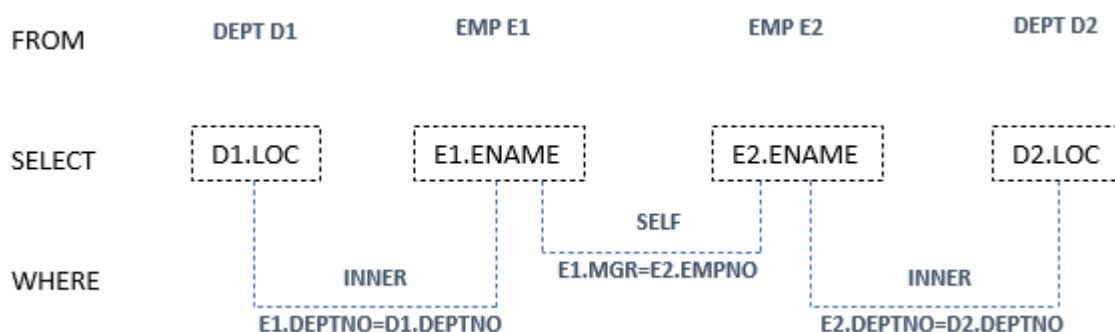 FROM DEPT D1 EMP E1 EMP E2 DEPT D2
SELECT D1.LOC E1.ENAME E2.ENAME D2.LOC
SELF
E1.MGR=E2.EMPNO
WHERE INNER INNER
E1.DEPTNO=D1.DEPTNO E2.DEPTNO=D2.DEPTNO